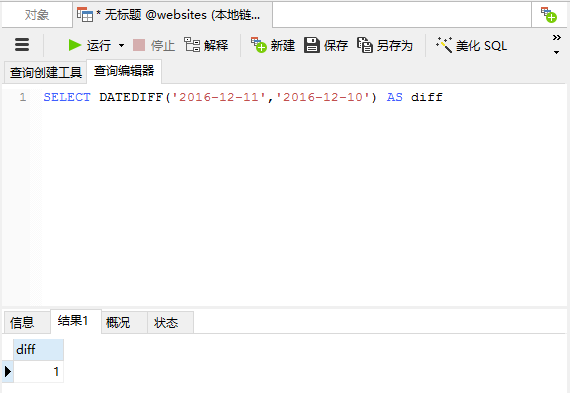 对象 * 无标题 @websites (本地链...
运行 停止 解释 新建 保存 另存为 美化 SQL
查询创建工具 查询编辑器
1 SELECT DATEDIFF('2016-12-11','2016-12-10') AS diff
信息 结果1 概况 状态
diff
1